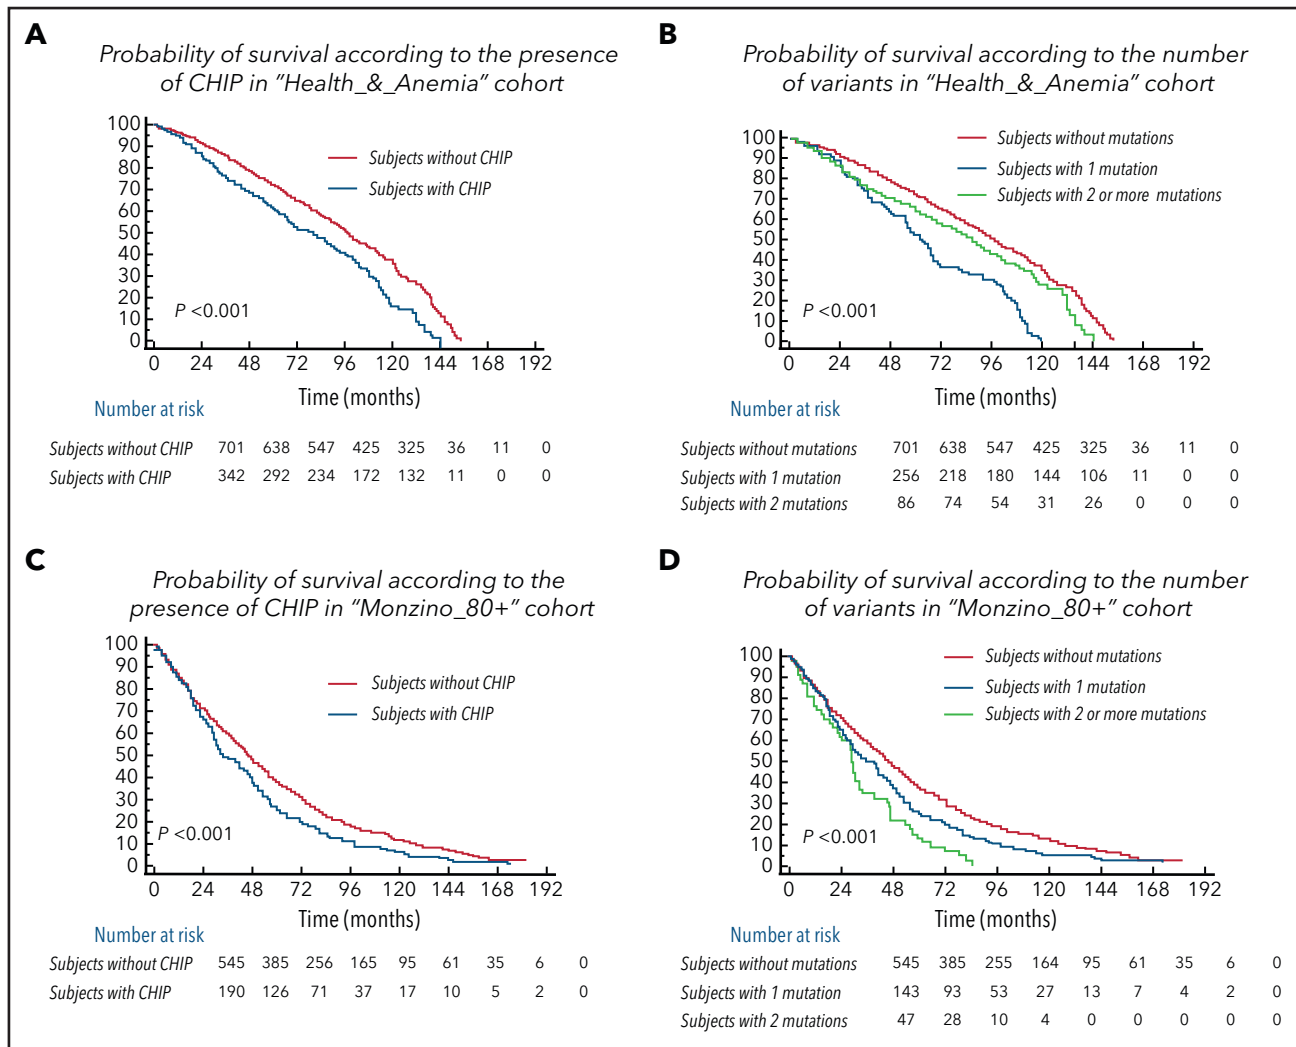 A
Probability of survival according to the presence
of CHIP in "Health_&_Anemia" cohort
100
90
80
70
60
50
40
30
20
10
0
Subjects without CHIP
Subjects with CHIP
P <0.001
0 24 48 72 96 120 144 168 192
Time (months)
Number at risk
Subjects without CHIP 701 638 547 425 325 36 11 0
Subjects with CHIP 342 292 234 172 132 11 0 0
B
Probability of survival according to the number
of variants in "Health_&_Anemia" cohort
100
90
80
70
60
50
40
30
20
10
0
Subjects without mutations
Subjects with 1 mutation
Subjects with 2 or more mutations
P <0.001
0 24 48 72 96 120 144 168 192
Time (months)
Number at risk
Subjects without mutations 701 638 547 425 325 36 11 0
Subjects with 1 mutation 256 218 180 144 106 11 0 0
Subjects with 2 mutations 86 74 54 31 26 0 0 0
C
Probability of survival according to the
presence of CHIP in "Monzino_80+" cohort
100
90
80
70
60
50
40
30
20
10
0
Subjects without CHIP
Subjects with CHIP
P <0.001
0 24 48 72 96 120 144 168 192
Time (months)
Number at risk
Subjects without CHIP 545 385 256 165 95 61 35 6 0
Subjects with CHIP 190 126 71 37 17 10 5 2 0
D
Probability of survival according to the number
of variants in "Monzino_80+" cohort
100
90
80
70
60
50
40
30
20
10
0
Subjects without mutations
Subjects with 1 mutation
Subjects with 2 or more mutations
P <0.001
0 24 48 72 96 120 144 168 192
Time (months)
Number at risk
Subjects without mutations 545 385 255 164 95 61 35 6 0
Subjects with 1 mutation 143 93 53 27 13 7 4 2 0
Subjects with 2 mutations 47 28 10 4 0 0 0 0 0